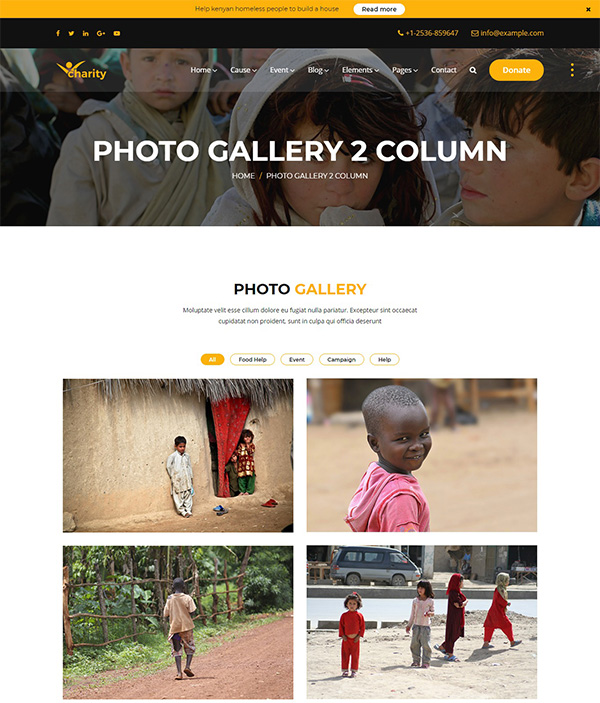 Help kenyan homeless people to build a house Read more
+1-2536-859647 info@example.com
charity Home Cause Event Blog Elements Pages Contact Donate
PHOTO GALLERY 2 COLUMN
HOME / PHOTO GALLERY 2 COLUMN
PHOTO GALLERY
Moluptate velit esse cillum dolore eu fugiat nulla pariatur. Excepteur sint occaecat
cupidatat non proident, sunt in culpa qui officia deserunt
All Food Help Event Campaign Help